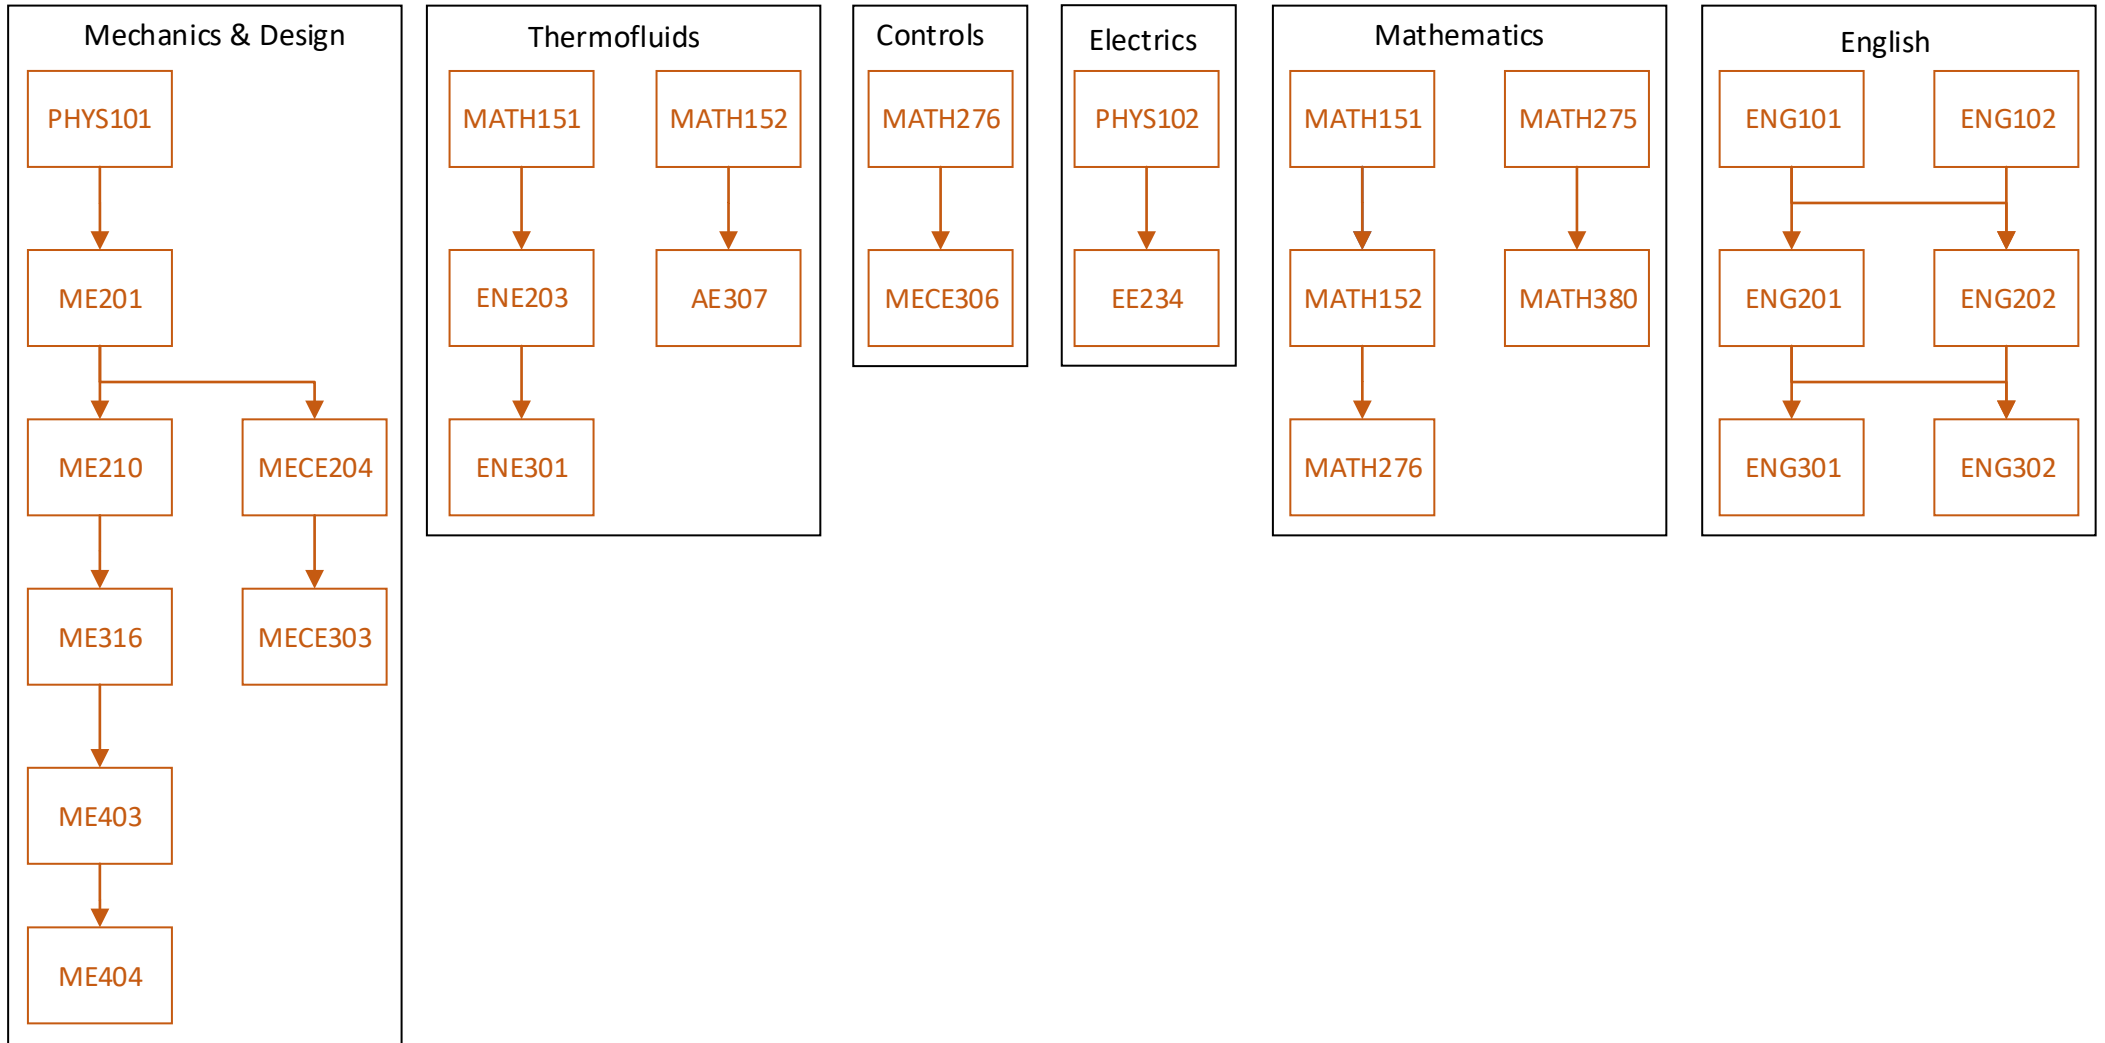 Mechanics & Design
PHYS101
ME201
ME210
MECE204
ME316
MECE303
ME403
ME404
Thermofluids
MATH151
MATH152
ENE203
AE307
ENE301
Controls
MATH276
MECE306
Electrics
PHYS102
EE234
Mathematics
MATH151
MATH275
MATH152
MATH380
MATH276
English
ENG101
ENG102
ENG201
ENG202
ENG301
ENG302